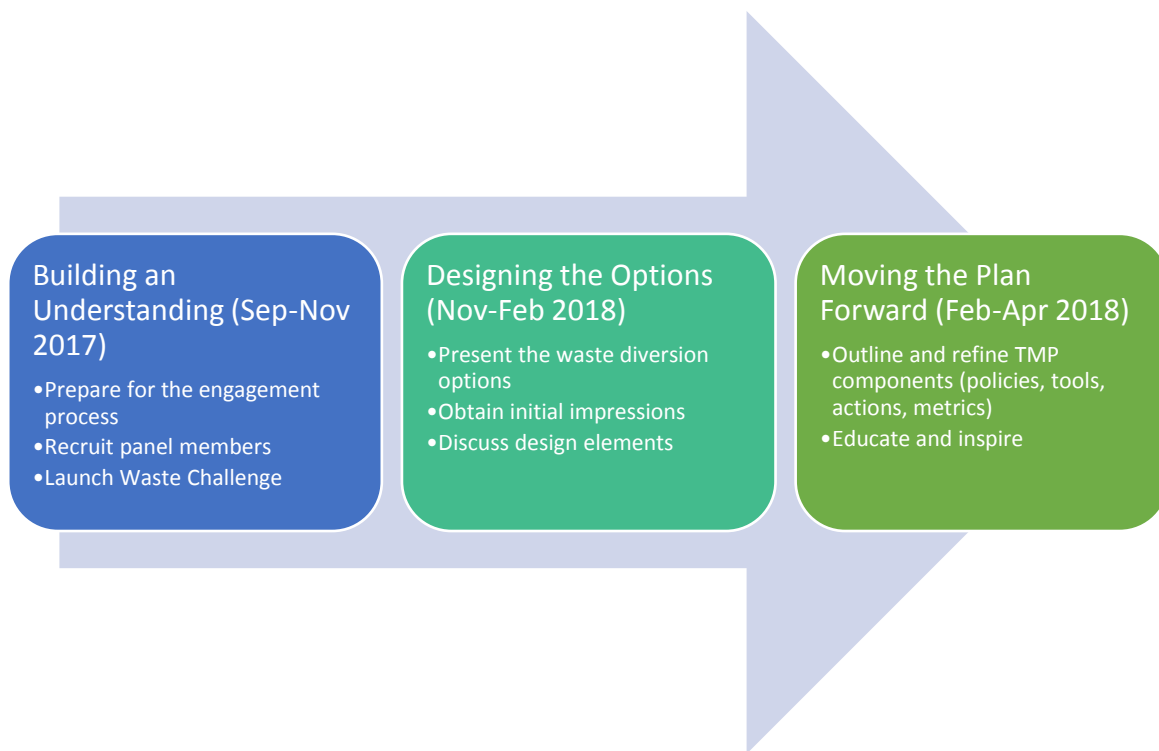 Building an
Understanding (Sep-Nov
2017)
•Prepare for the engagement
process
•Recruit panel members
•Launch Waste Challenge
Designing the Options
(Nov-Feb 2018)
•Present the waste diversion
options
•Obtain initial impressions
•Discuss design elements
Moving the Plan
Forward (Feb-Apr 2018)
•Outline and refine TMP
components (policies, tools,
actions, metrics)
•Educate and inspire